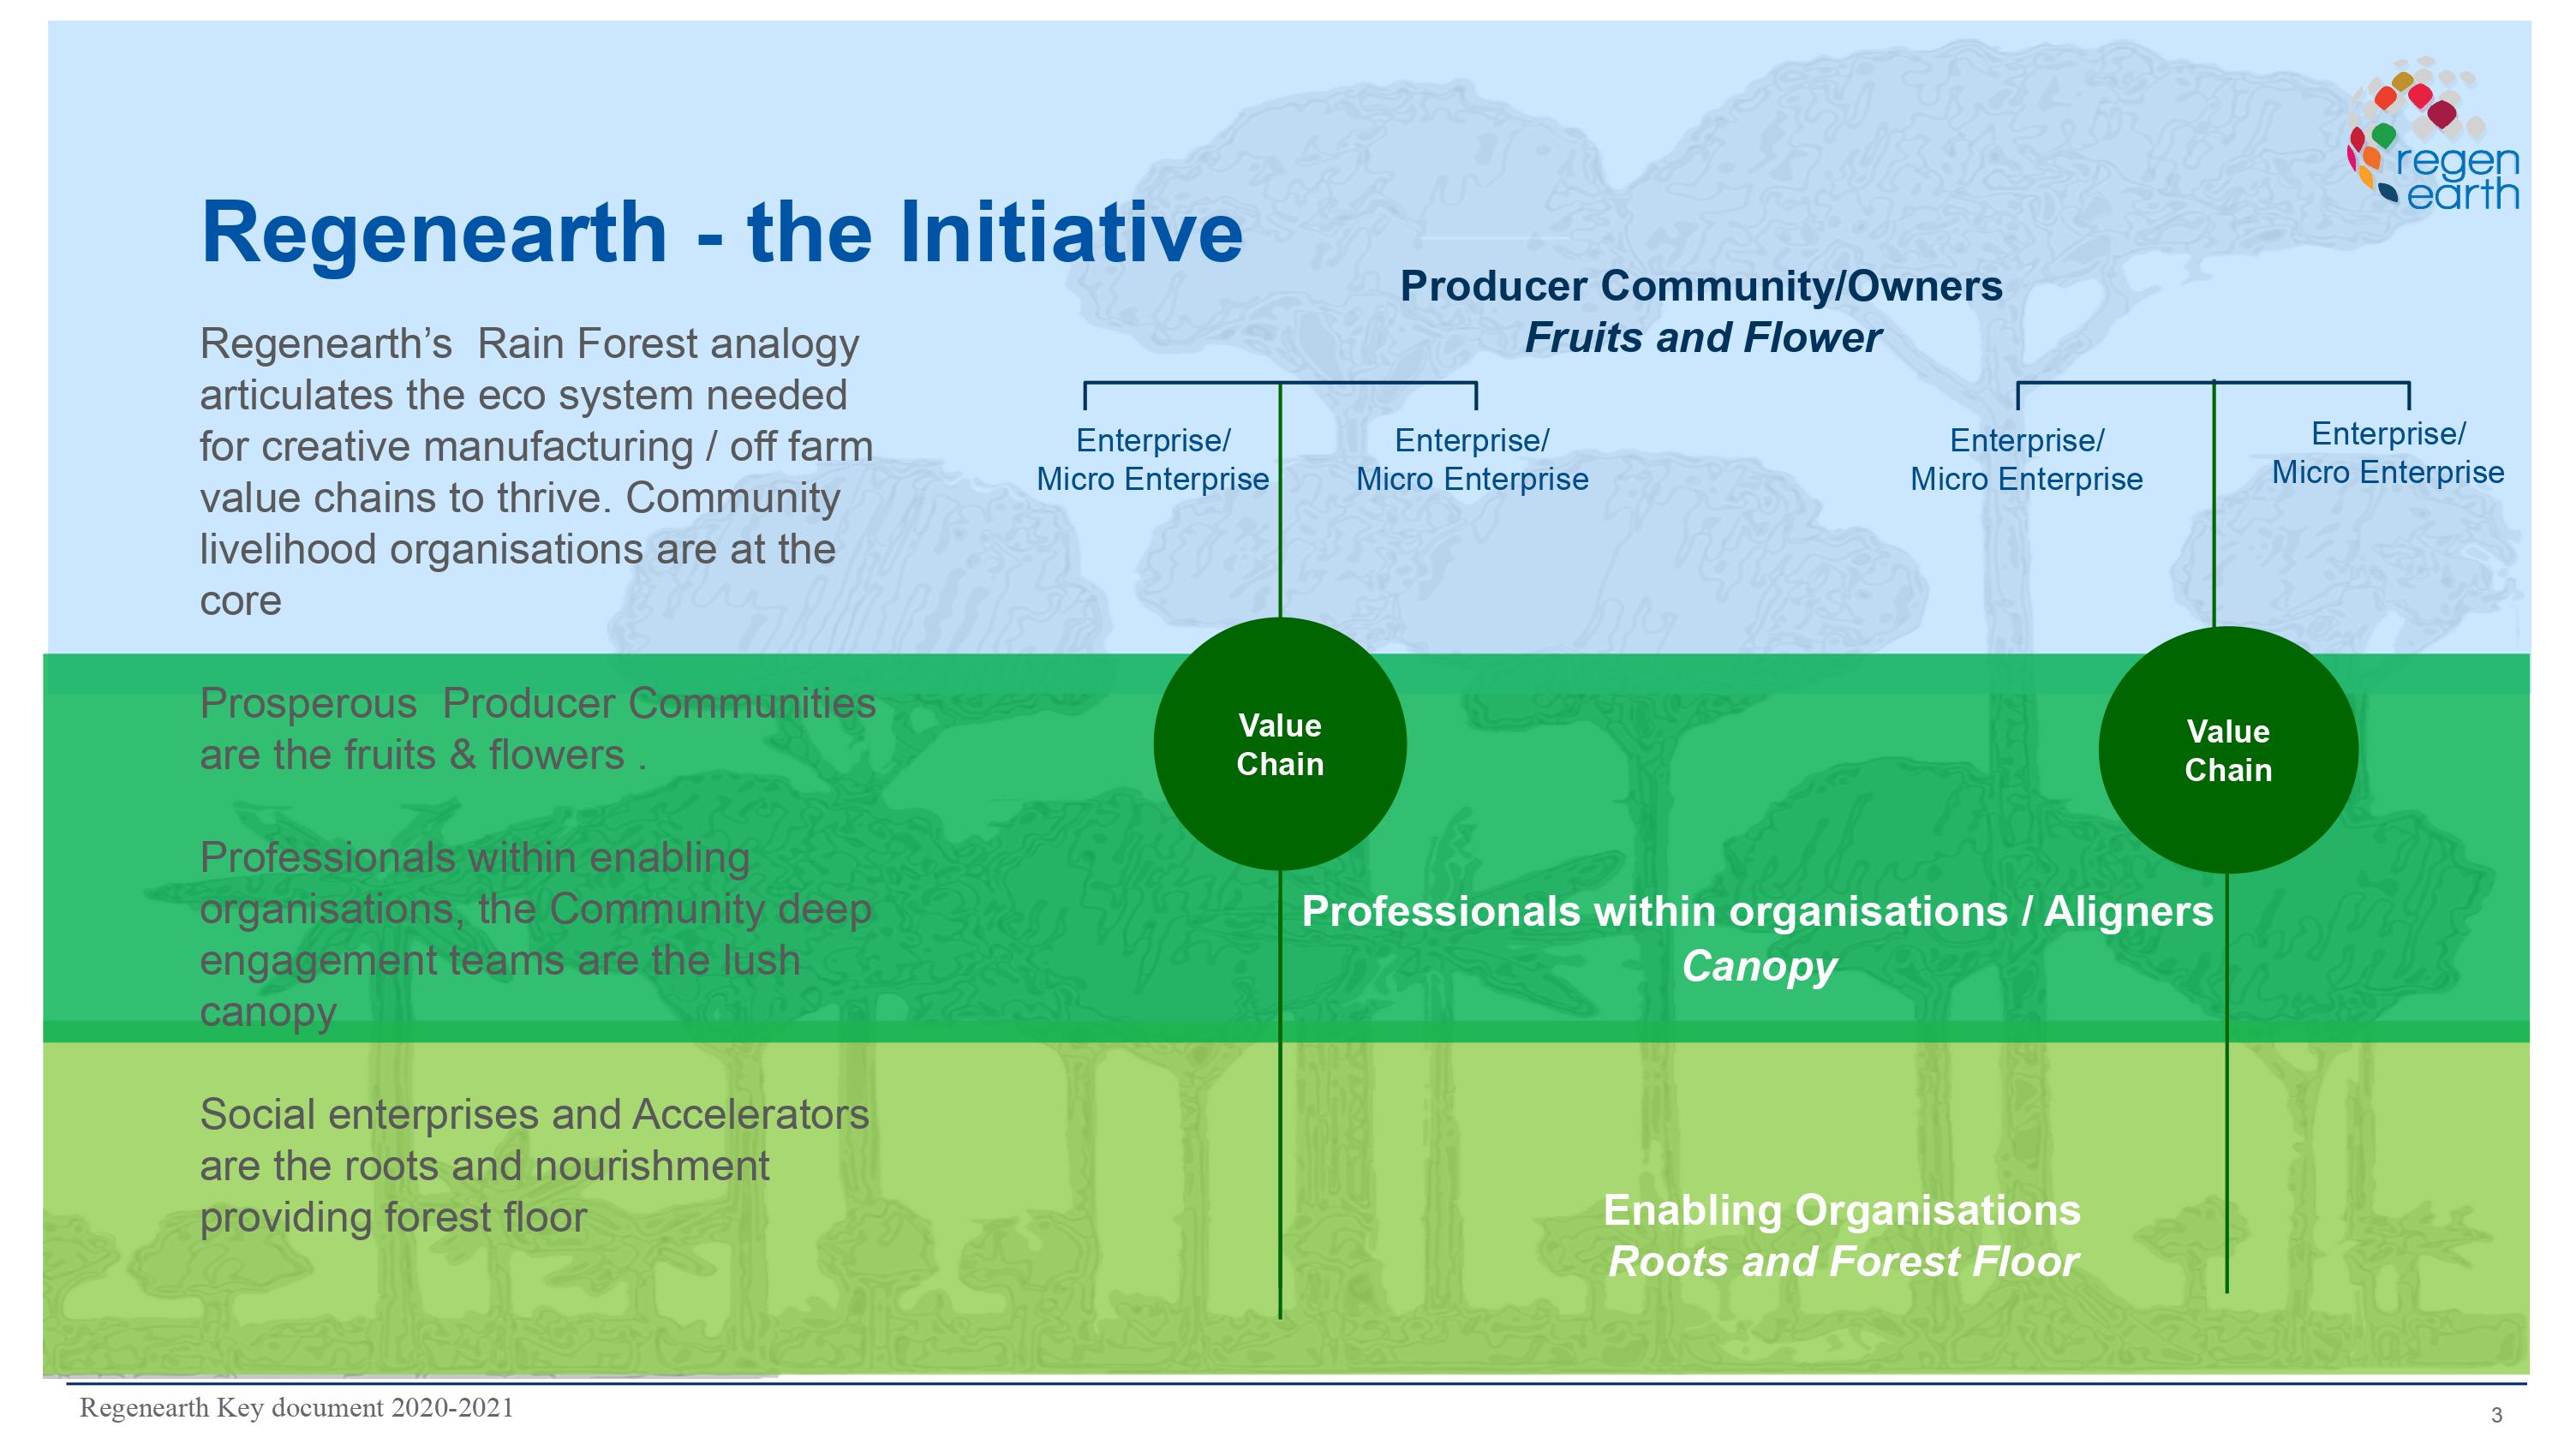 regen
earth
Regenearth - the Initiative
Regenearth’s  Rain Forest analogy
articulates the eco system needed
for creative manufacturing / off farm
value chains to thrive. Community
livelihood organisations are at the
core
Prosperous  Producer Communities
are the fruits & flowers .
Professionals within enabling
organisations, the Community deep
engagement teams are the lush
canopy
Social enterprises and Accelerators
are the roots and nourishment
providing forest floor
Producer Community/Owners
Fruits and Flower
Enterprise/
Micro Enterprise
Enterprise/
Micro Enterprise
Enterprise/
Micro Enterprise
Enterprise/
Micro Enterprise
Value
Chain
Value
Chain
Professionals within organisations / Aligners
Canopy
Enabling Organisations
Roots and Forest Floor
Regenearth Key document 2020-2021
3